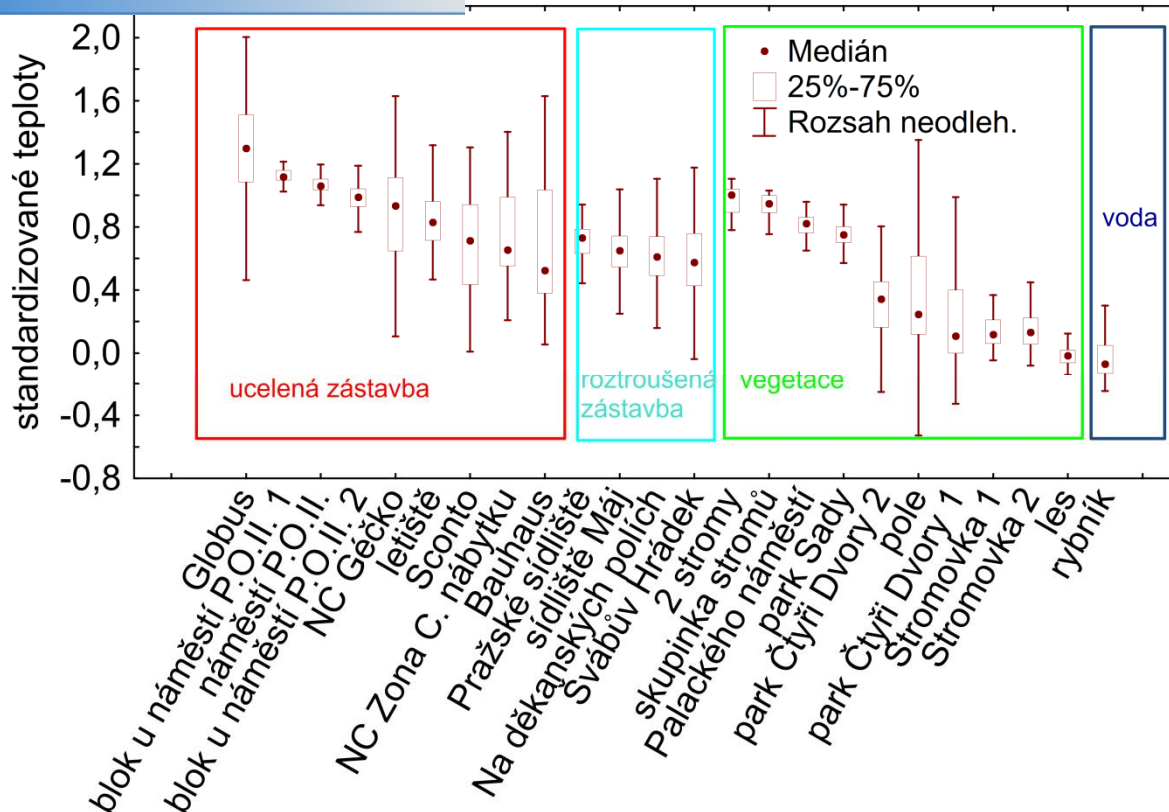 standardizované teploty
2,0
1,6
1,2
0,8
0,4
0,0
-0,4
-0,8
Medián
25%-75%
Rozsah neodleh.
ucelená zástavba
roztroušená
zástavba
vegetace
voda
Globus
blok u náměstí P.O.II. 1
náměstí P.O.II.
blok u náměstí P.O.II. 2
NC Géčko
letiště
Sconto
NC Zona C. nábytku
Bauhaus
Pražské sídliště
sídliště Máj
Na děkanských polích
Švábův Hrádek
2 stromy
skupinka stromů
Palackého náměstí
park Sady
park Čtyři Dvory 2
pole
park Čtyři Dvory 1
Stromovka 1
Stromovka 2
les
rybník